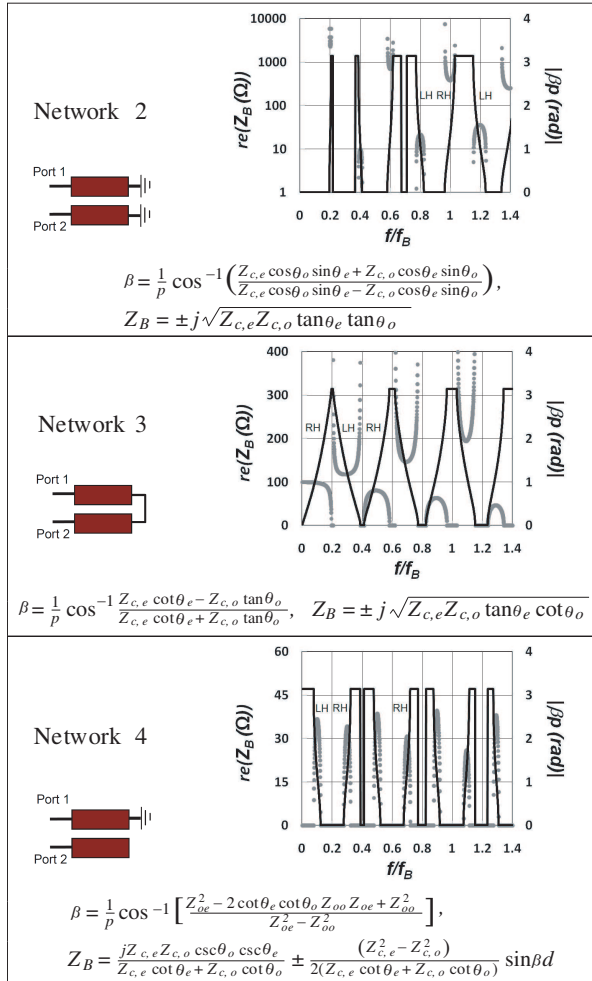 Network 2
Port 1
Port 2
10000
1000
100
10
1
re(Z_B (Ω))
4
3
2
1
0
|βp (rad)|
LH RH LH
0 0.2 0.4 0.6 0.8 1 1.2 1.4
f/f_B
β = 1/p cos⁻¹ ( (Z_{c,e} cosθ_o sinθ_e + Z_{c,o} cosθ_e sinθ_o) / (Z_{c,e} cosθ_o sinθ_e − Z_{c,o} cosθ_e sinθ_o) ),
Z_B = ± j √(Z_{c,e} Z_{c,o} tanθ_e tanθ_o)
Network 3
Port 1
Port 2
400
300
200
100
0
re(Z_B (Ω))
4
3
2
1
0
|βp (rad)|
RH LH RH
0 0.2 0.4 0.6 0.8 1 1.2 1.4
f/f_B
β = 1/p cos⁻¹ (Z_{c,e} cotθ_e − Z_{c,o} tanθ_o) / (Z_{c,e} cotθ_e + Z_{c,o} tanθ_o), Z_B = ± j √(Z_{c,e} Z_{c,o} tanθ_e cotθ_o)
Network 4
Port 1
Port 2
60
45
30
15
0
re(Z_B (Ω))
4
3
2
1
0
|βp (rad)|
LH RH RH
0 0.2 0.4 0.6 0.8 1 1.2 1.4
f/f_B
β = 1/p cos⁻¹ [ (Z_{oe}² − 2 cotθ_e cotθ_o Z_{oo} Z_{oe} + Z_{oo}²) / (Z_{oe}² − Z_{oo}²) ],
Z_B = (j Z_{c,e} Z_{c,o} cscθ_o cscθ_e) / (Z_{c,e} cotθ_e + Z_{c,o} cotθ_o) ± (Z_{c,e}² − Z_{c,o}²) / (2(Z_{c,e} cotθ_e + Z_{c,o} cotθ_o)) sinβd